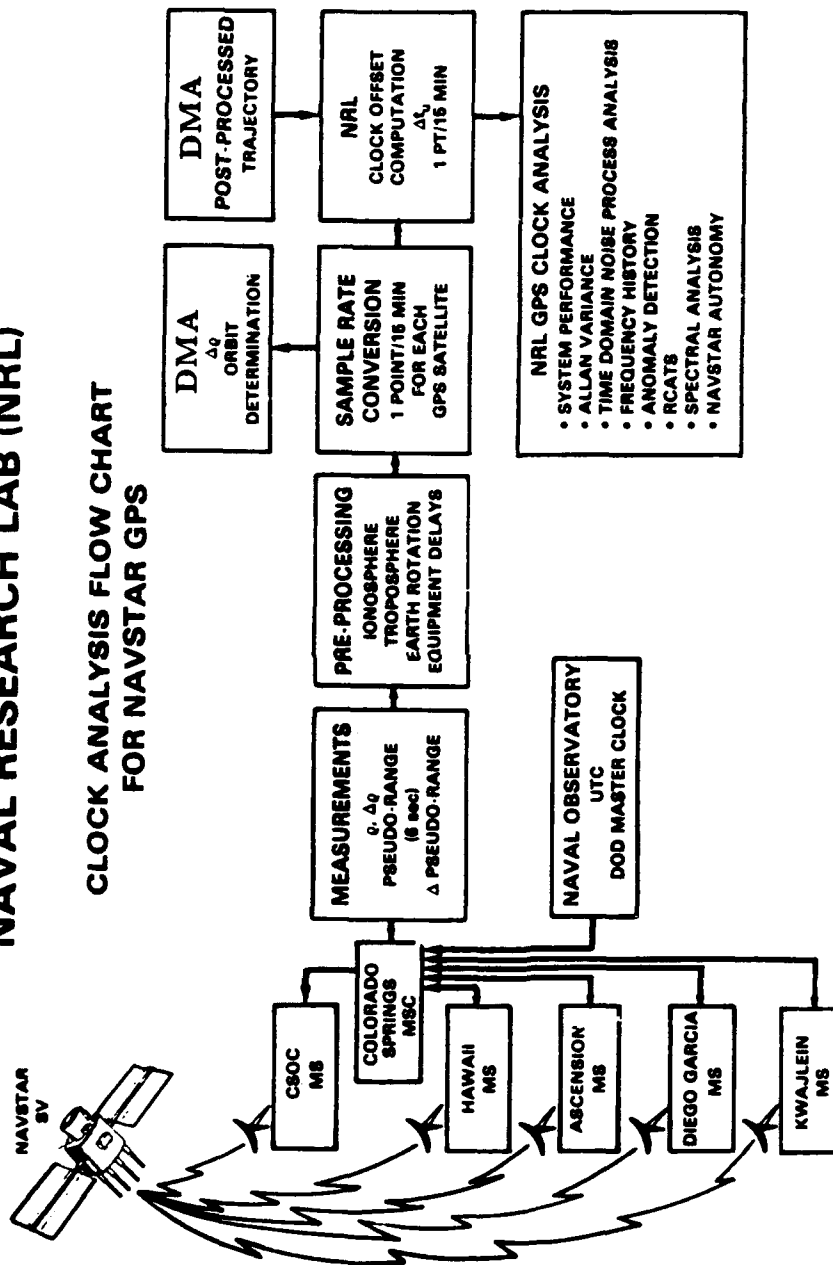 NAVAL RESEARCH LAB (NRL)
CLOCK ANALYSIS FLOW CHART
FOR NAVSTAR GPS
NAVSTAR
SV
CSOC
MS
COLORADO
SPRINGS
MSC
HAWAII
MS
ASCENSION
MS
DIEGO GARCIA
MS
KWAJLEIN
MS
MEASUREMENTS
ϱ, Δϱ
PSEUDO-RANGE
(6 sec)
Δ PSEUDO-RANGE
NAVAL OBSERVATORY
UTC
DOD MASTER CLOCK
PRE-PROCESSING
IONOSPHERE
TROPOSPHERE
EARTH ROTATION
EQUIPMENT DELAYS
SAMPLE RATE
CONVERSION
1 POINT/15 MIN
FOR EACH
GPS SATELLITE
DMA
Δϱ
ORBIT
DETERMINATION
DMA
POST-PROCESSED
TRAJECTORY
NRL
CLOCK OFFSET
COMPUTATION
1 PT/15 MIN
NRL GPS CLOCK ANALYSIS
• SYSTEM PERFORMANCE
• ALLAN VARIANCE
• TIME DOMAIN NOISE PROCESS ANALYSIS
• FREQUENCY HISTORY
• ANOMALY DETECTION
• RCATS
• SPECTRAL ANALYSIS
• NAVSTAR AUTONOMY